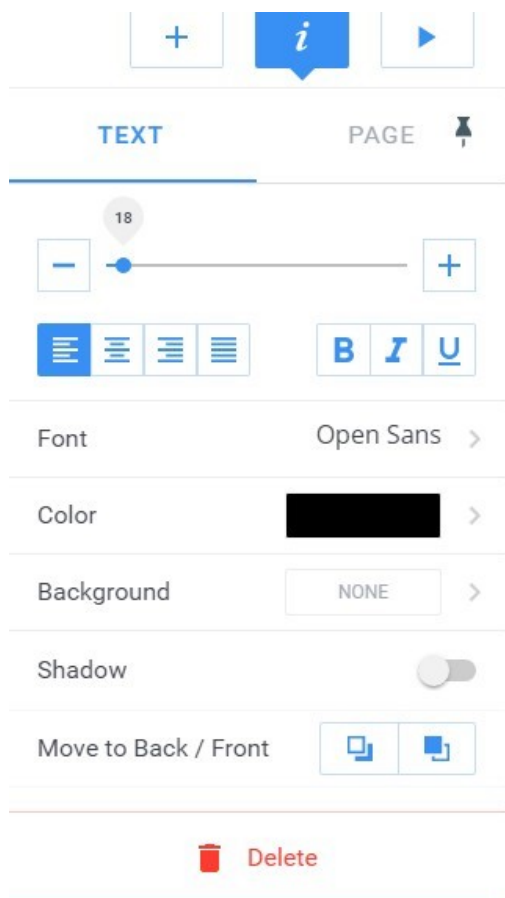 i
TEXT PAGE
18
B I U
Font Open Sans
Color
Background NONE
Shadow
Move to Back / Front
Delete